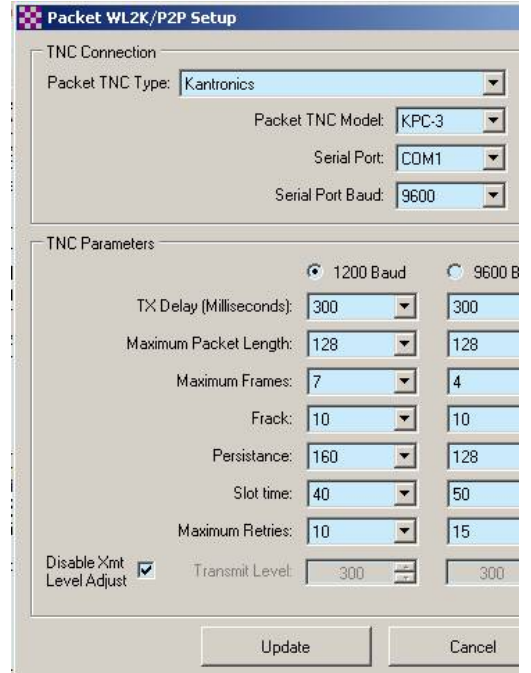 Packet WL2K/P2P Setup
TNC Connection
Packet TNC Type: Kantronics
Packet TNC Model: KPC-3
Serial Port: COM1
Serial Port Baud: 9600
TNC Parameters
1200 Baud 9600 B
TX Delay (Milliseconds): 300 300
Maximum Packet Length: 128 128
Maximum Frames: 7 4
Frack: 10 10
Persistance: 160 128
Slot time: 40 50
Maximum Retries: 10 15
Disable Xmt
Level Adjust Transmit Level: 300 300
Update Cancel